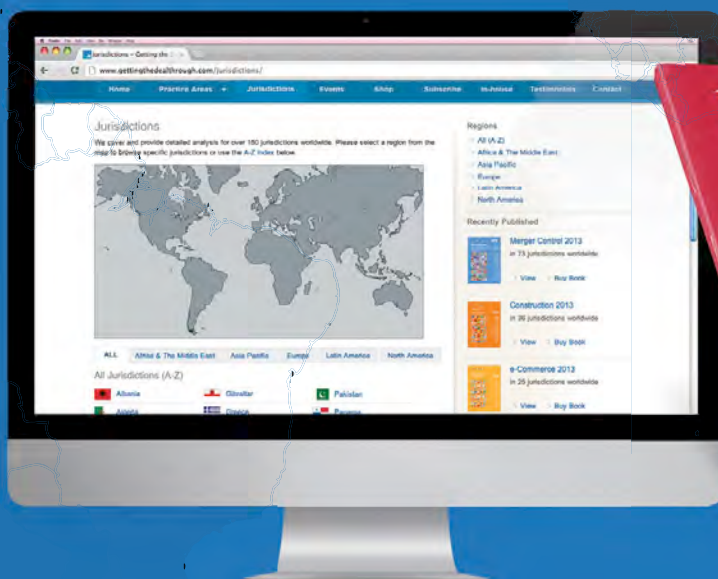 Jurisdictions – Getting the
www.gettingthedealthrough.com/jurisdictions/
Home Practice Areas Jurisdictions Events Shop Subscribe In-house Testimonials Contact
Jurisdictions
We cover and provide detailed analysis for over 150 jurisdictions worldwide. Please select a region from the
map to browse specific jurisdictions or use the A-Z Index below.
ALL Africa & The Middle East Asia Pacific Europe Latin America North America
All Jurisdictions (A-Z)
Albania Gibraltar Pakistan
Angola Greece Panama
Regions
All (A-Z)
Africa & The Middle East
Asia Pacific
Europe
Latin America
North America
Recently Published
Merger Control 2013
in 73 jurisdictions worldwide
View Buy Book
Construction 2013
in 26 jurisdictions worldwide
View Buy Book
e-Commerce 2013
in 25 jurisdictions worldwide
View Buy Book